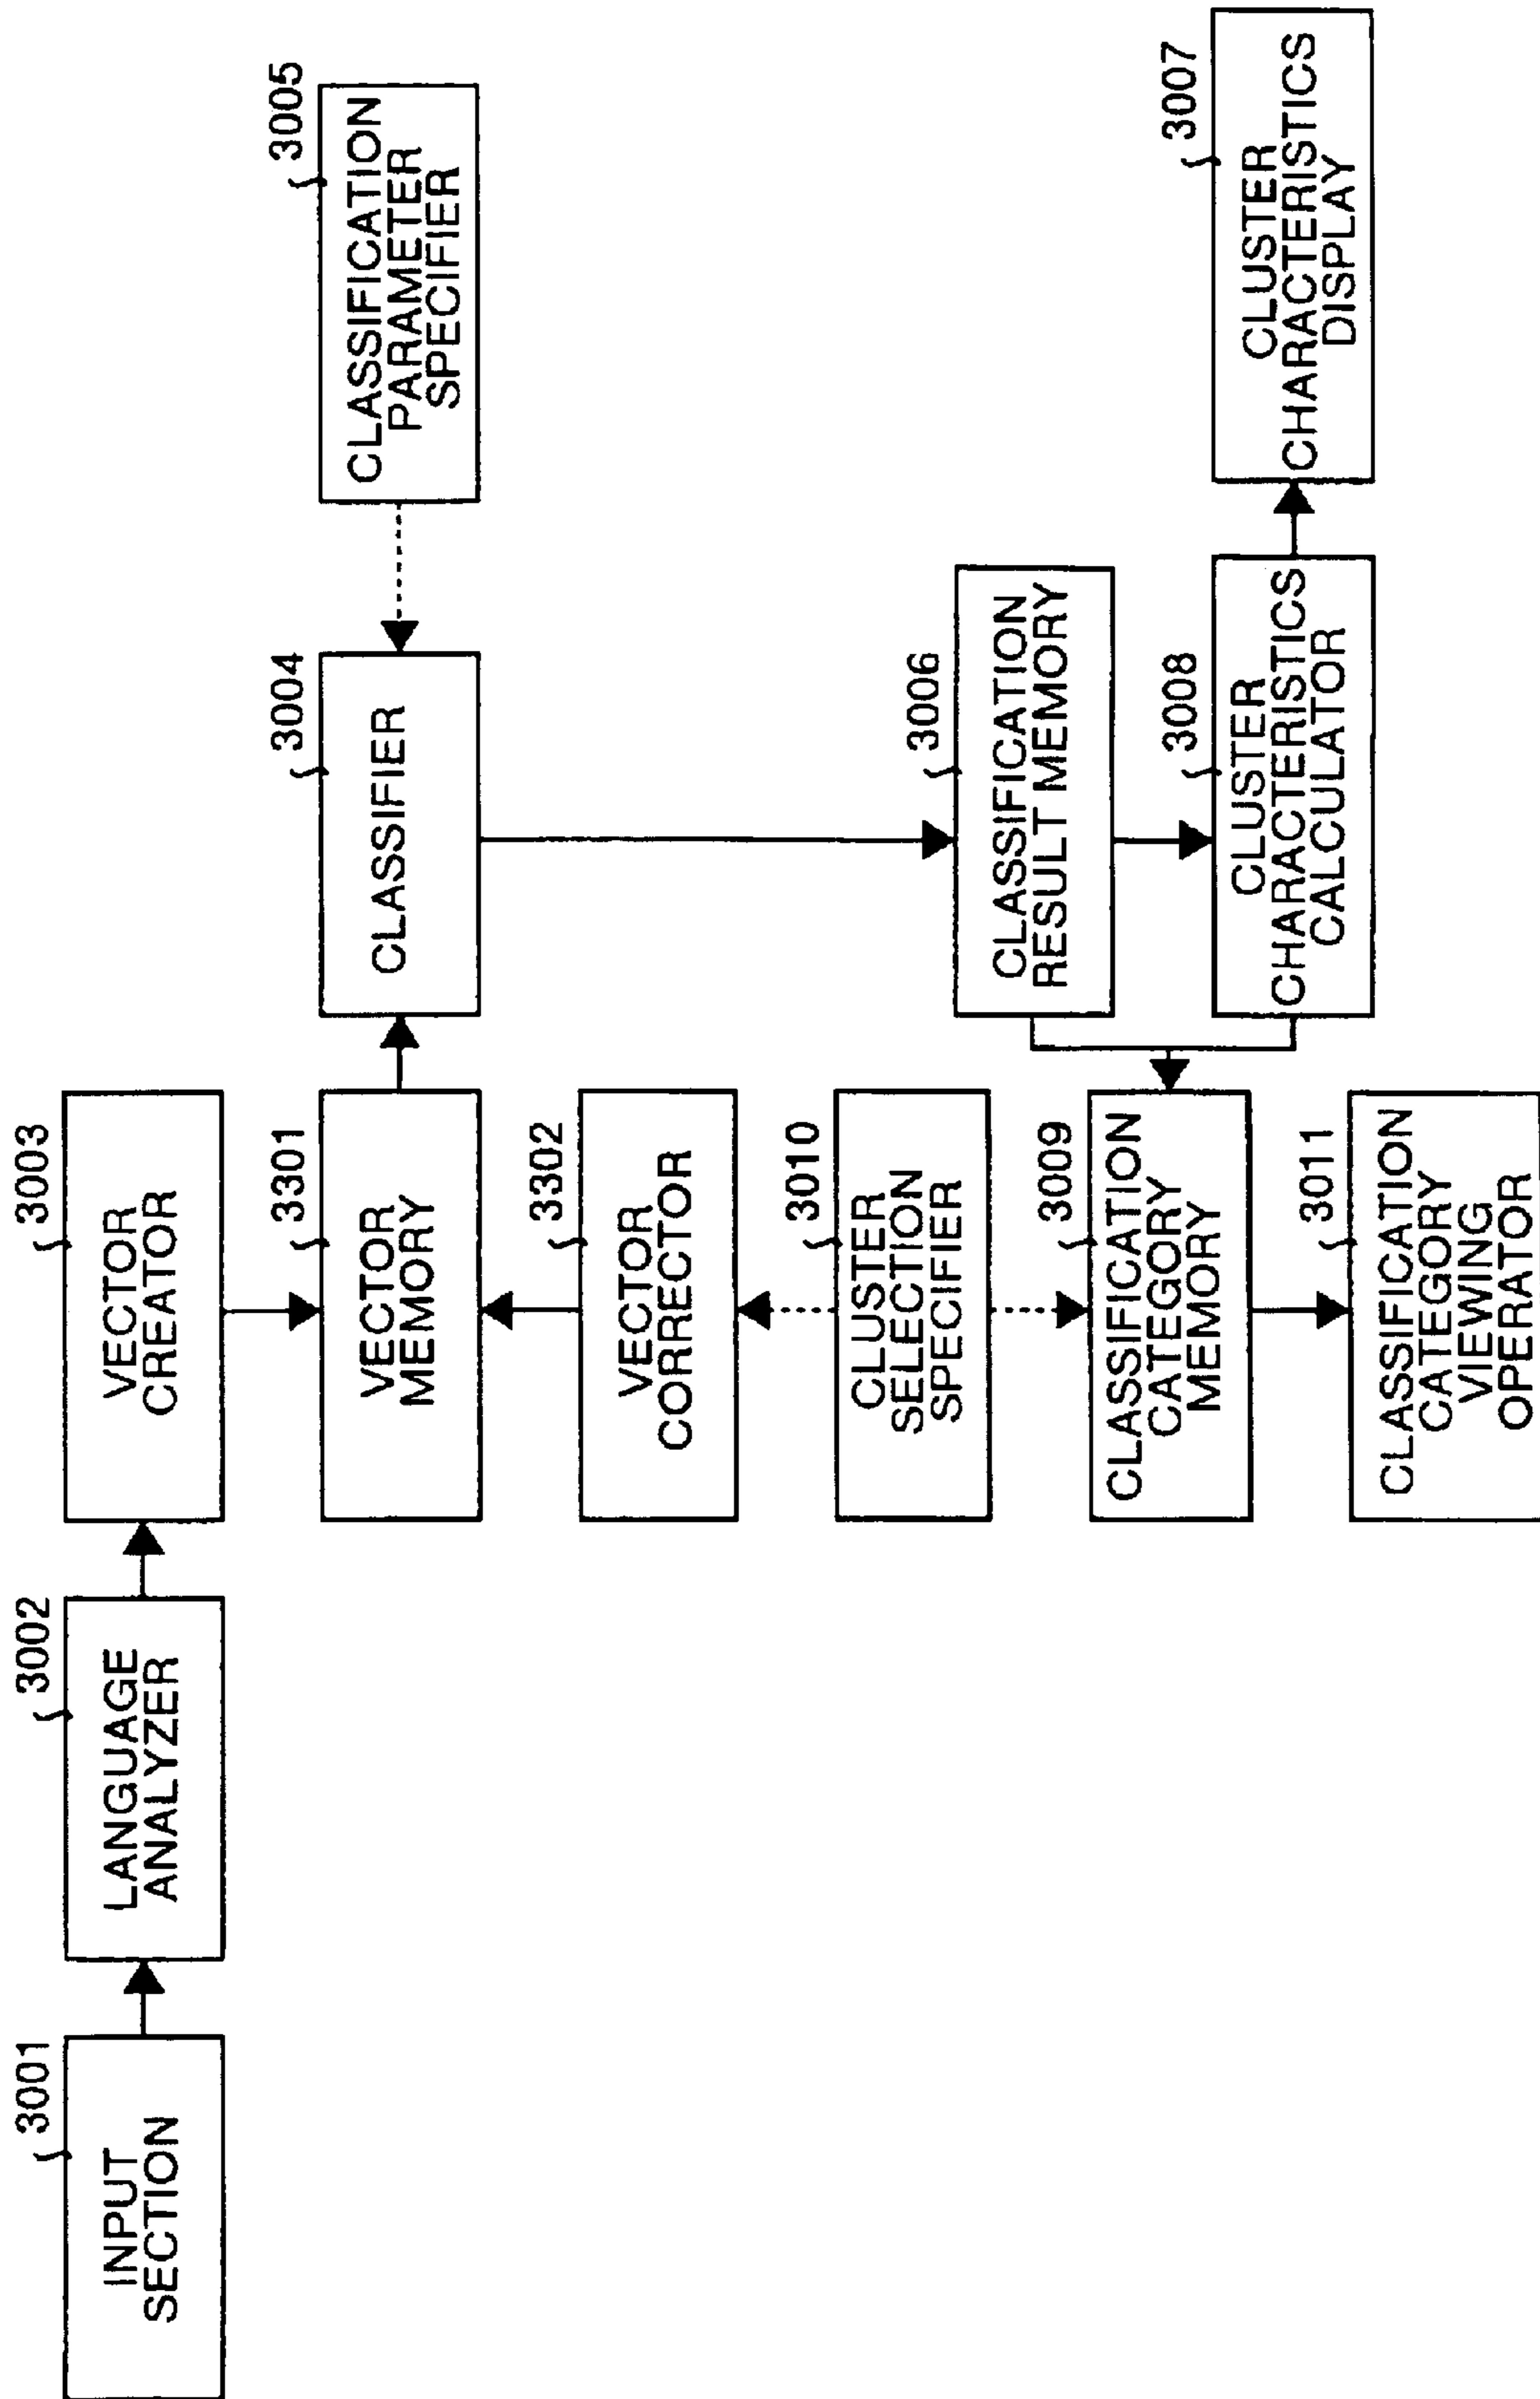 3001
INPUT
SECTION
3002
LANGUAGE
ANALYZER
3003
VECTOR
CREATOR
3301
VECTOR
MEMORY
3302
VECTOR
CORRECTOR
3010
CLUSTER
SELECTION
SPECIFIER
3009
CLASSIFICATION
CATEGORY
MEMORY
3011
CLASSIFICATION
CATEGORY
VIEWING
OPERATOR
3004
CLASSIFIER
3005
CLASSIFICATION
PARAMETER
SPECIFIER
3006
CLASSIFICATION
RESULT MEMORY
3008
CLUSTER
CHARACTERISTICS
CALCULATOR
3007
CLUSTER
CHARACTERISTICS
DISPLAY